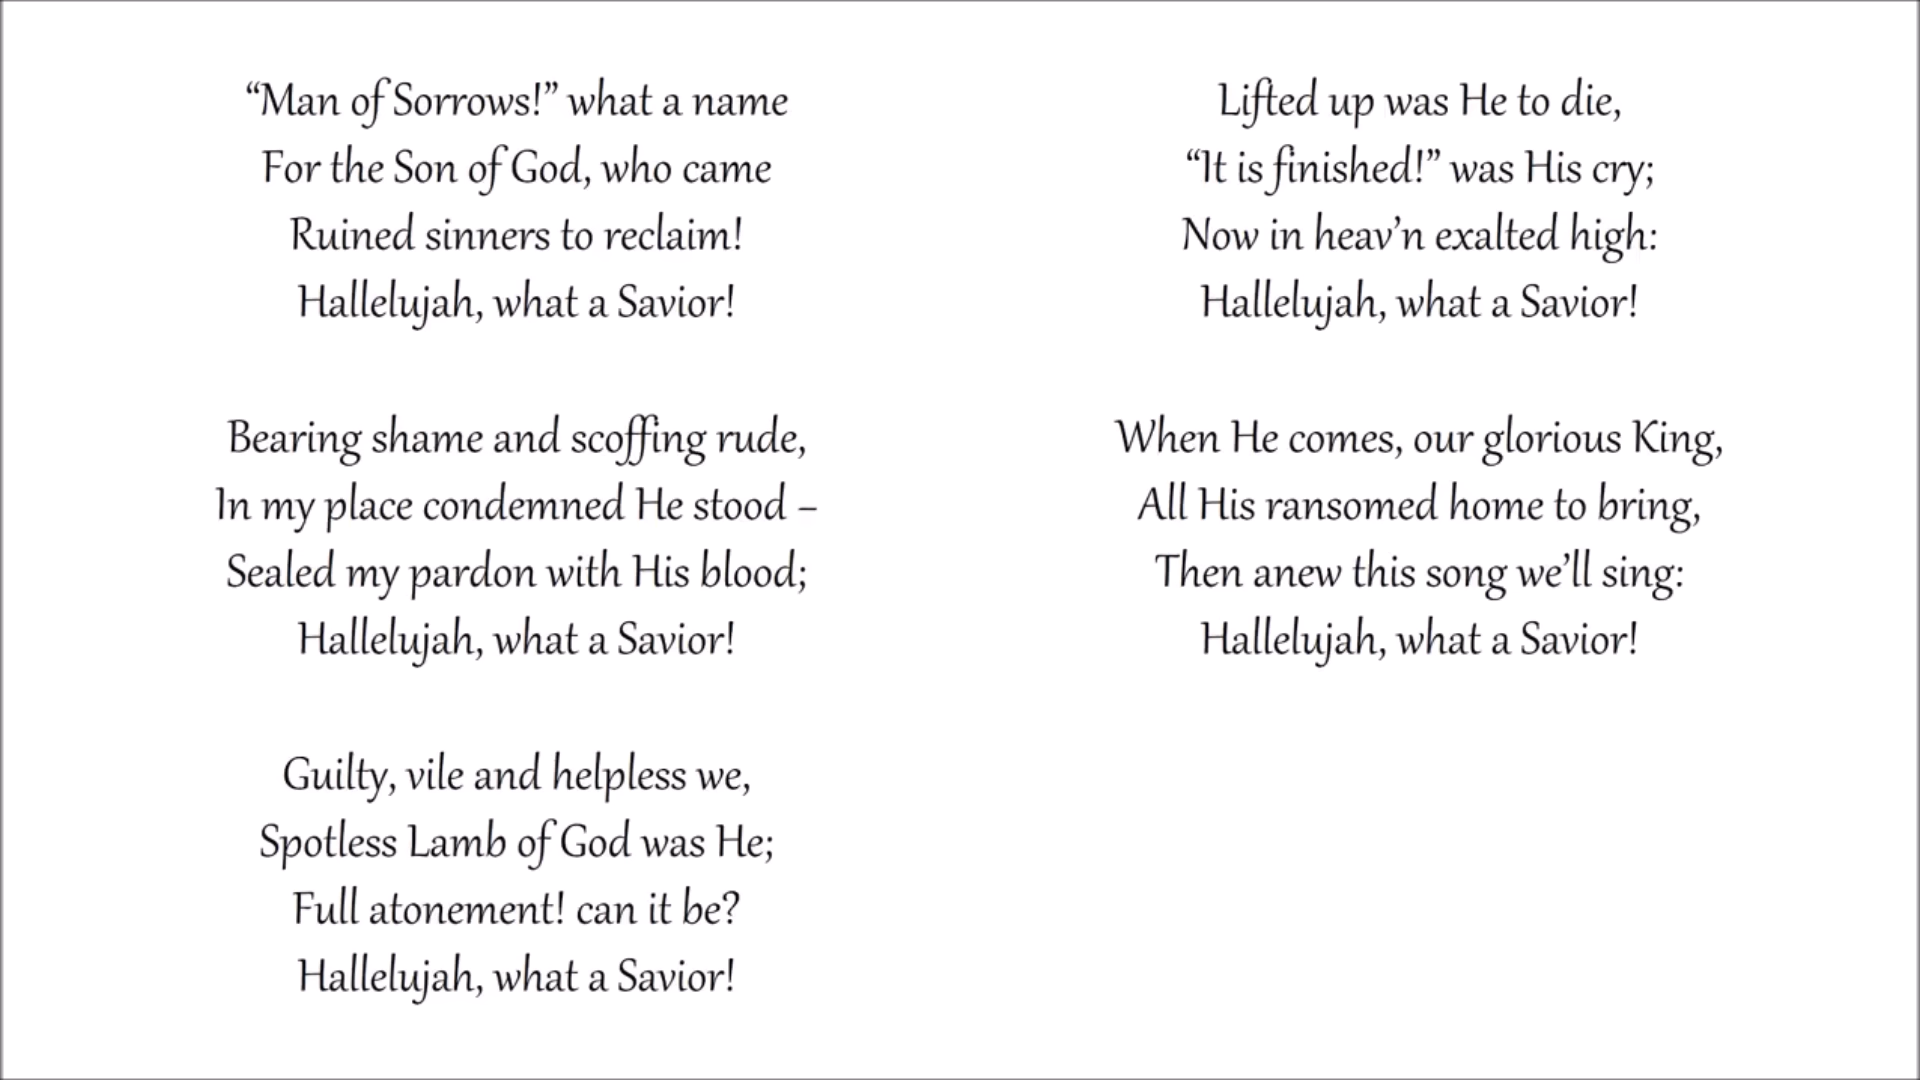 “Man of Sorrows!” what a name
For the Son of God, who came
Ruined sinners to reclaim!
Hallelujah, what a Savior!
Bearing shame and scoffing rude,
In my place condemned He stood –
Sealed my pardon with His blood;
Hallelujah, what a Savior!
Guilty, vile and helpless we,
Spotless Lamb of God was He;
Full atonement! can it be?
Hallelujah, what a Savior!
Lifted up was He to die,
“It is finished!” was His cry;
Now in heav’n exalted high:
Hallelujah, what a Savior!
When He comes, our glorious King,
All His ransomed home to bring,
Then anew this song we’ll sing:
Hallelujah, what a Savior!